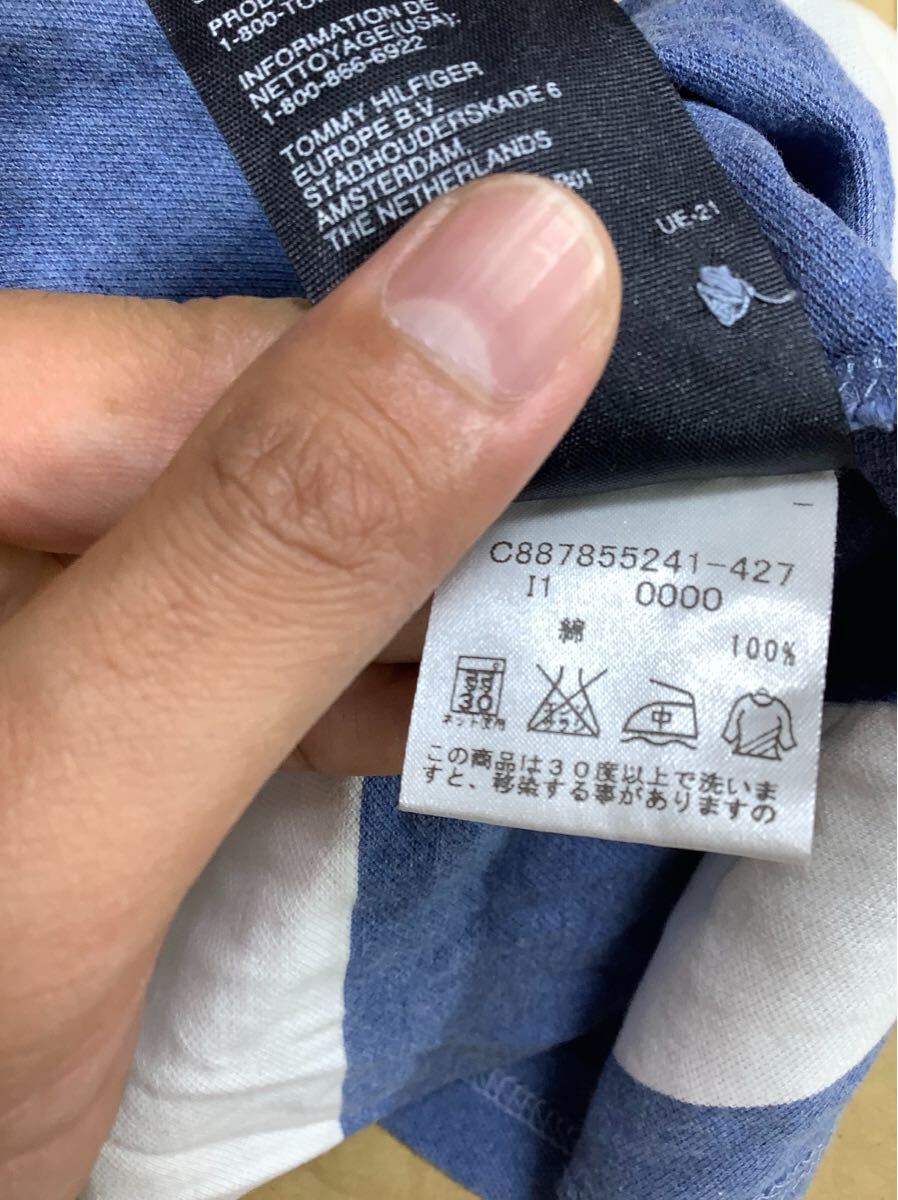 PROD
1-800-TOM
INFORMATION DE
NETTOYAGE(USA):
1-800-866-6922
TOMMY HILFIGER
EUROPE B.V.
STADHOUDERSKADE 6
AMSTERDAM,
THE NETHERLANDS
UE-21
C887855241-427
I1 0000
綿 100%
弱
30
ネット使用
中
この商品は30度以上で洗いま
すと、移染する事がありますの